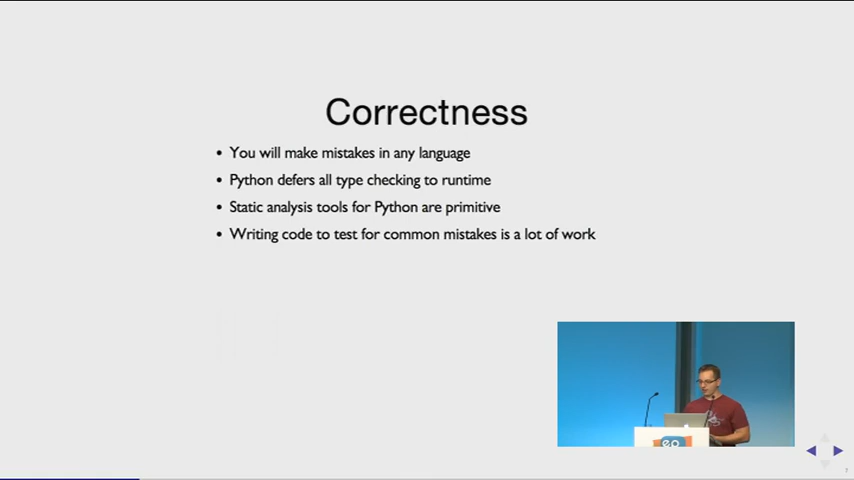 Correctness
• You will make mistakes in any language
• Python defers all type checking to runtime
• Static analysis tools for Python are primitive
• Writing code to test for common mistakes is a lot of work
ep